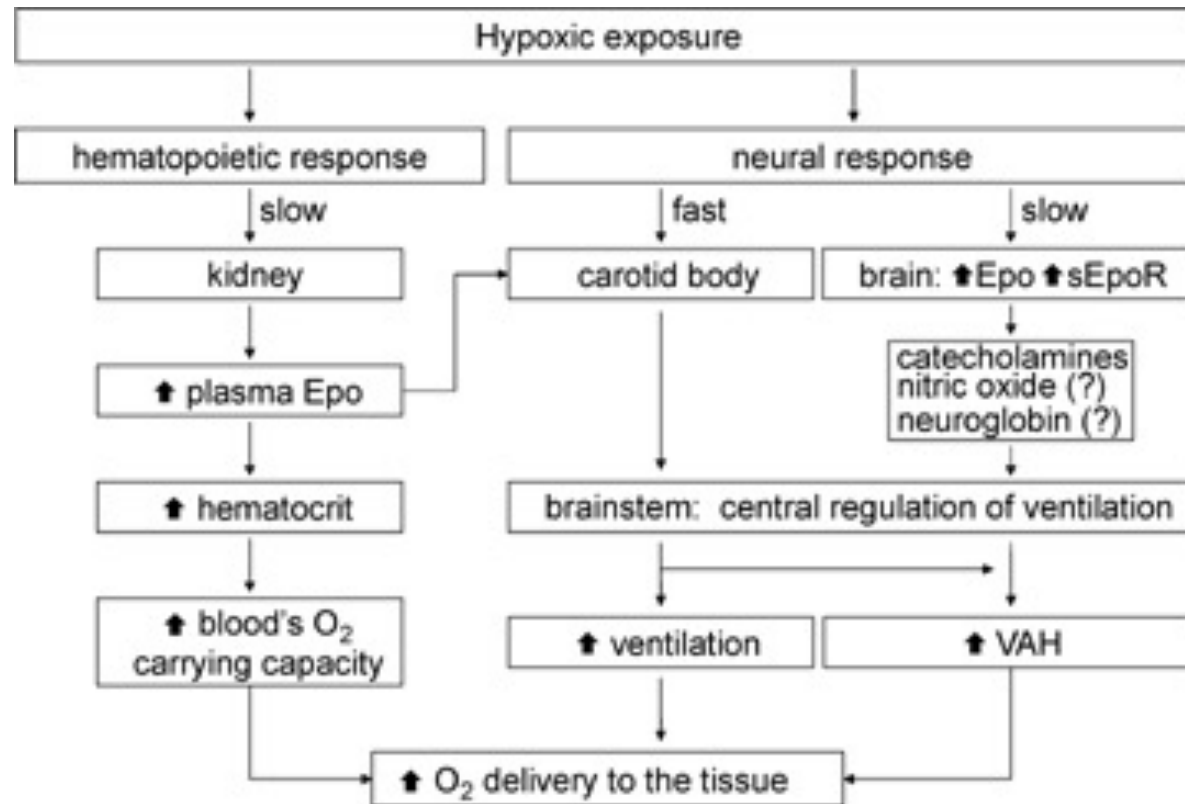 Hypoxic exposure
hematopoietic response
neural response
slow
fast
slow
kidney
carotid body
brain: ⬆Epo ⬆sEpoR
catecholamines
nitric oxide (?)
neuroglobin (?)
⬆ plasma Epo
⬆ hematocrit
brainstem: central regulation of ventilation
⬆ blood's O₂
carrying capacity
⬆ ventilation
⬆ VAH
⬆ O₂ delivery to the tissue